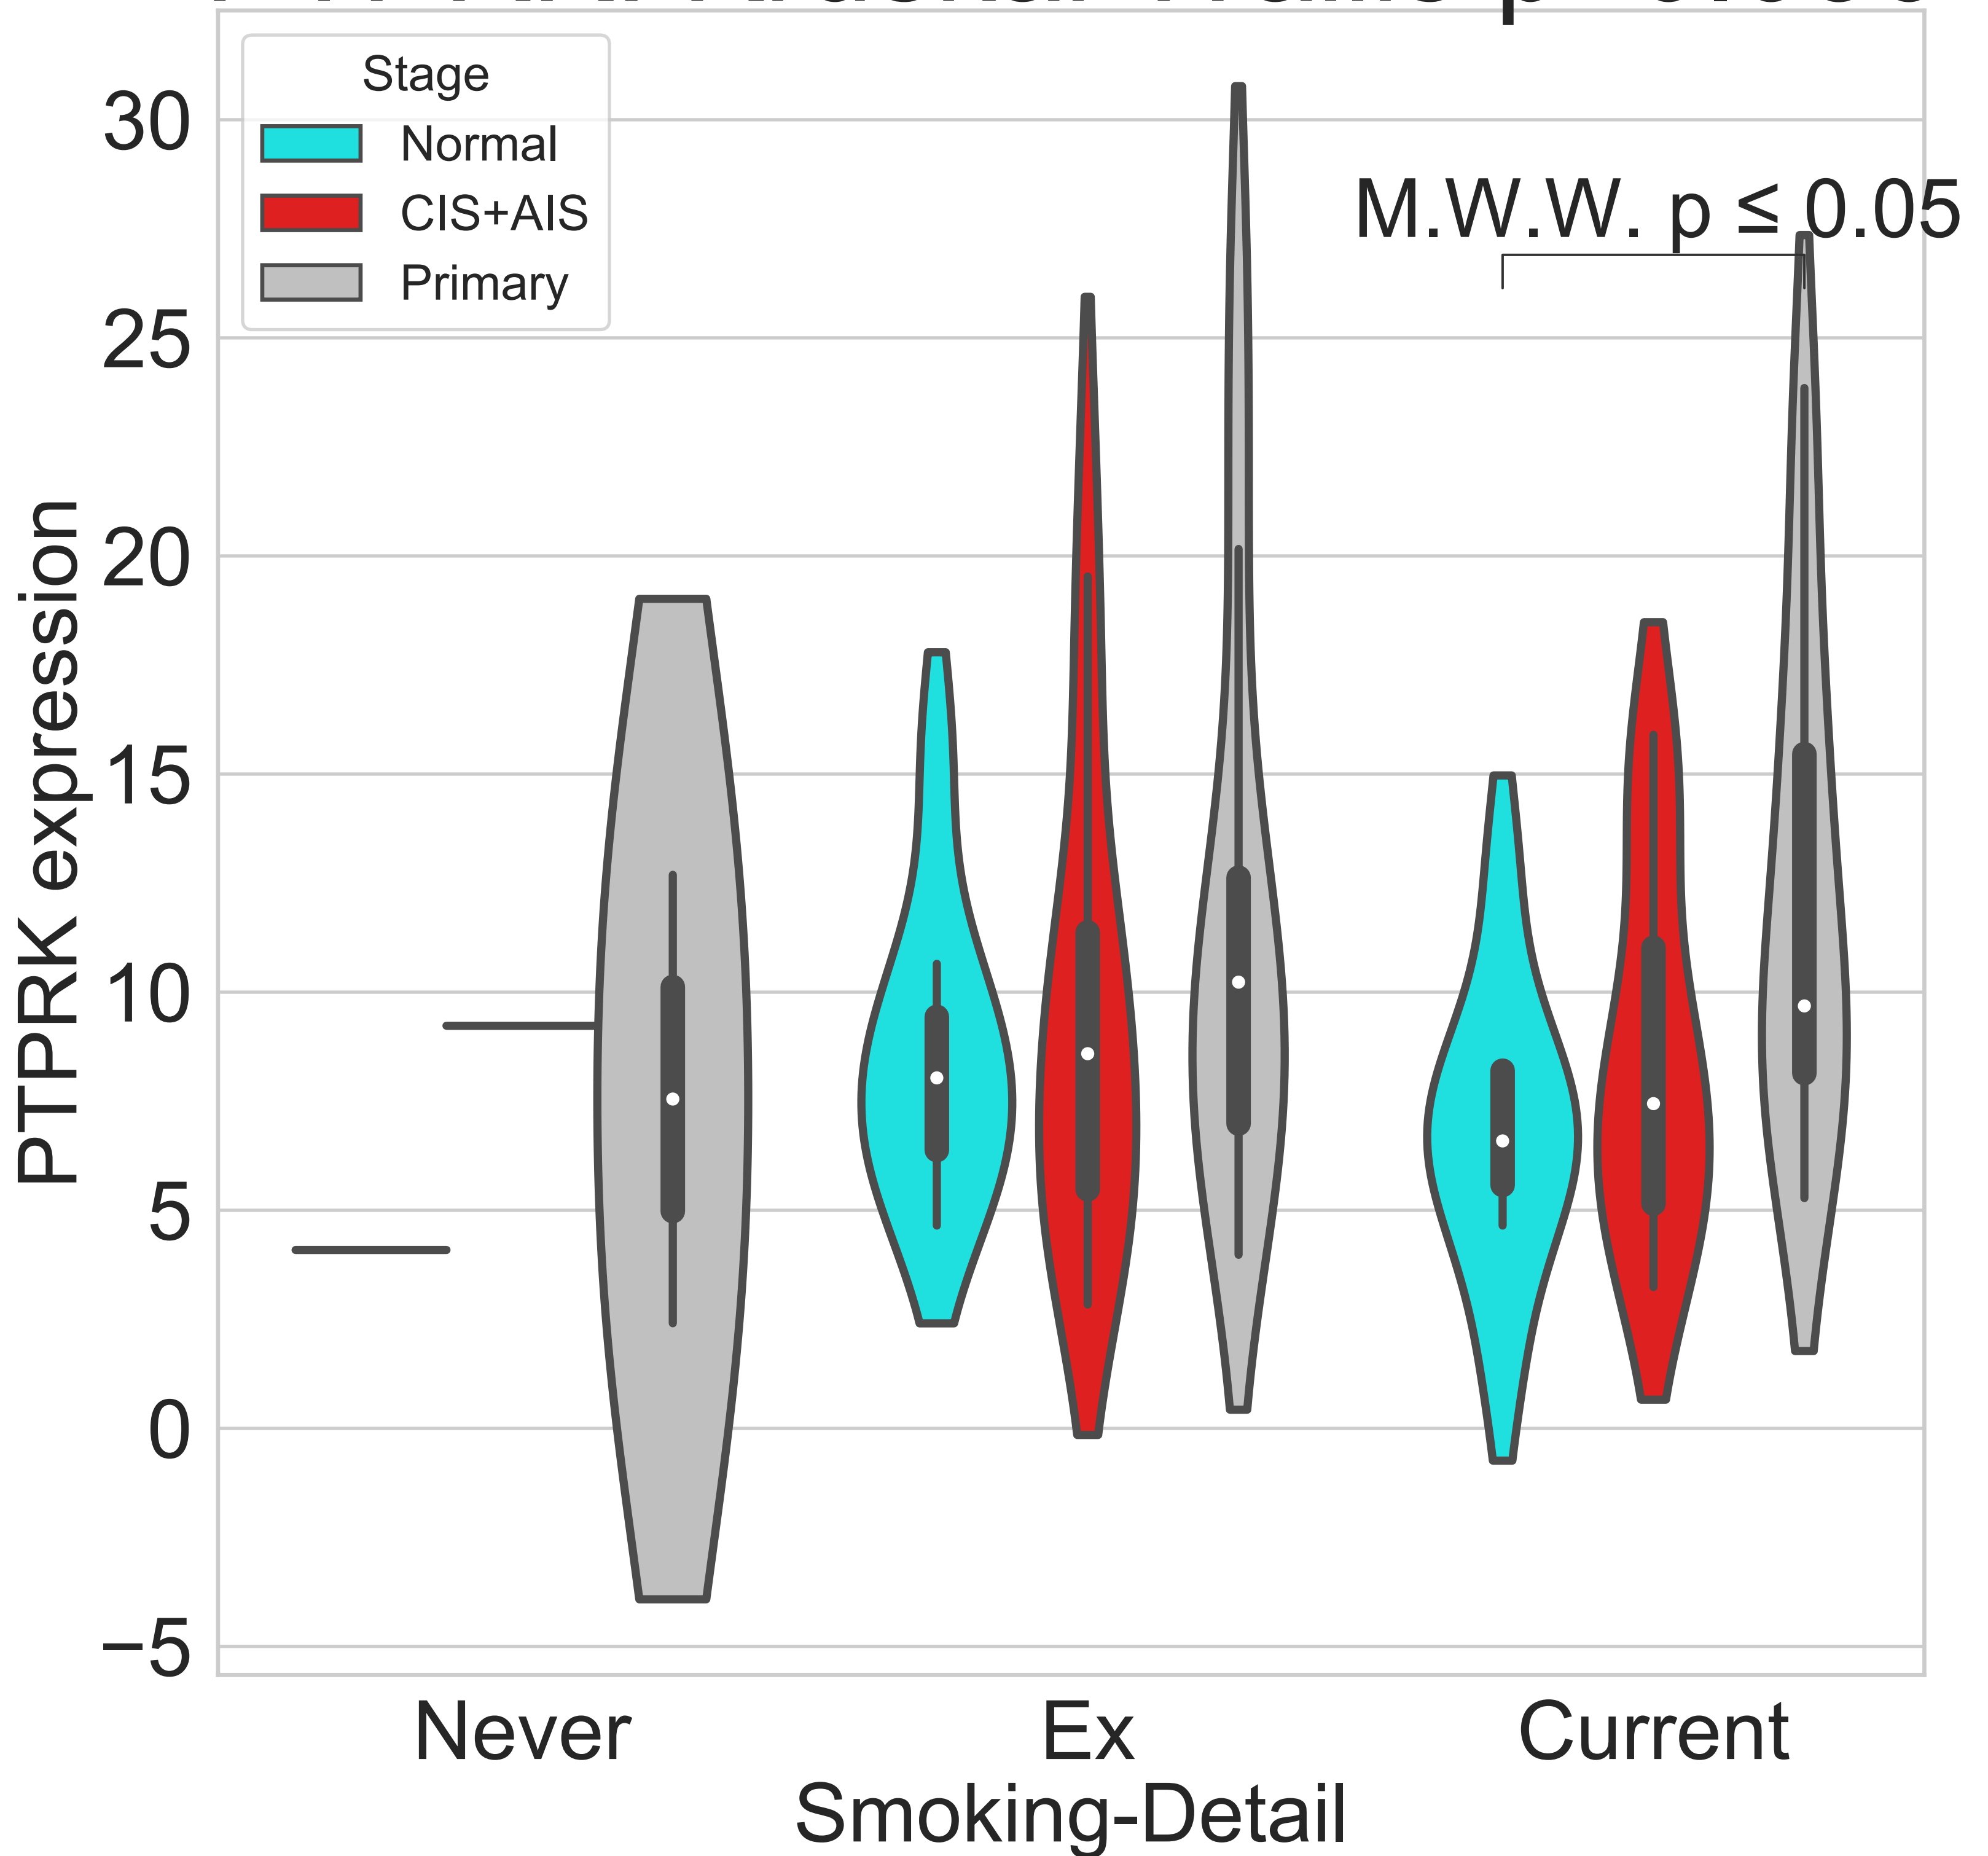 Stage
Normal
CIS+AIS
Primary
M.W.W. p ≤ 0.05
30
25
20
15
10
5
0
−5
PTPRK expression
Never
Ex
Current
Smoking-Detail